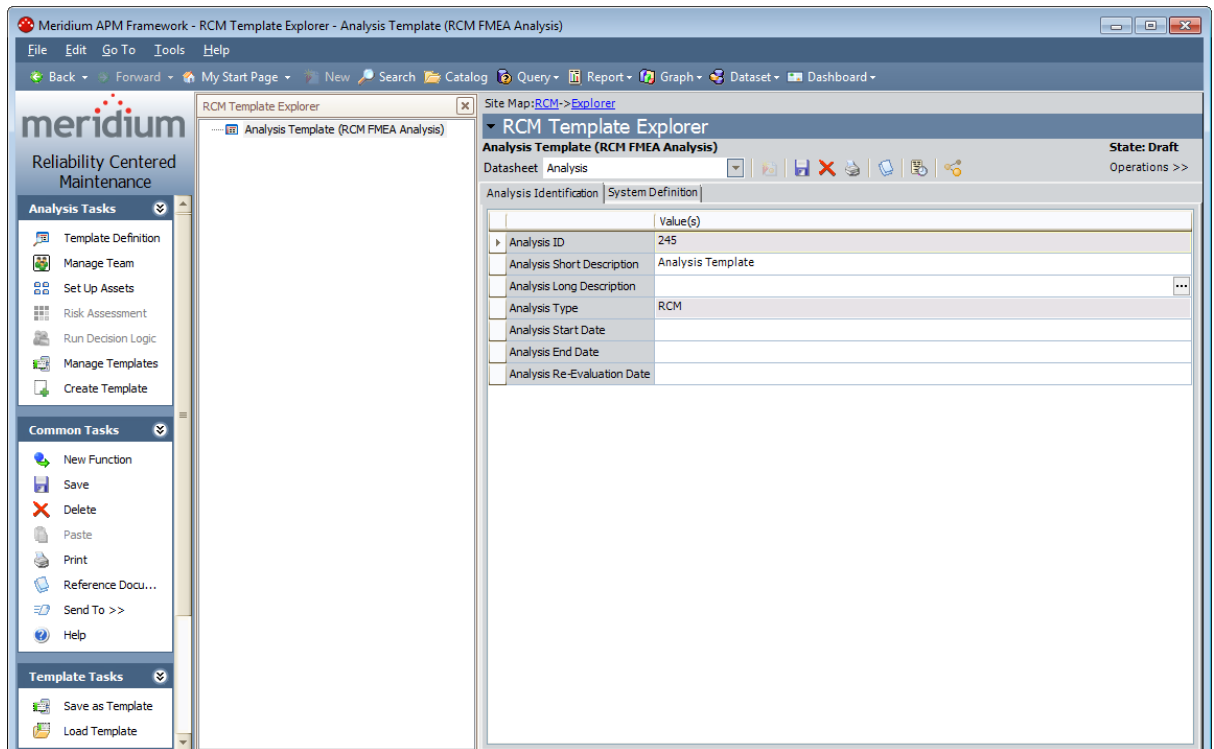 Meridium APM Framework - RCM Template Explorer - Analysis Template (RCM FMEA Analysis)
File Edit Go To Tools Help
Back Forward My Start Page New Search Catalog Query Report Graph Dataset Dashboard
meridium
Reliability Centered
Maintenance
Analysis Tasks
Template Definition
Manage Team
Set Up Assets
Risk Assessment
Run Decision Logic
Manage Templates
Create Template
Common Tasks
New Function
Save
Delete
Paste
Print
Reference Docu...
Send To >>
Help
Template Tasks
Save as Template
Load Template
RCM Template Explorer
Analysis Template (RCM FMEA Analysis)
Site Map:RCM->Explorer
RCM Template Explorer
Analysis Template (RCM FMEA Analysis) State: Draft
Datasheet Analysis Operations >>
Analysis Identification System Definition
Value(s)
Analysis ID 245
Analysis Short Description Analysis Template
Analysis Long Description ...
Analysis Type RCM
Analysis Start Date
Analysis End Date
Analysis Re-Evaluation Date